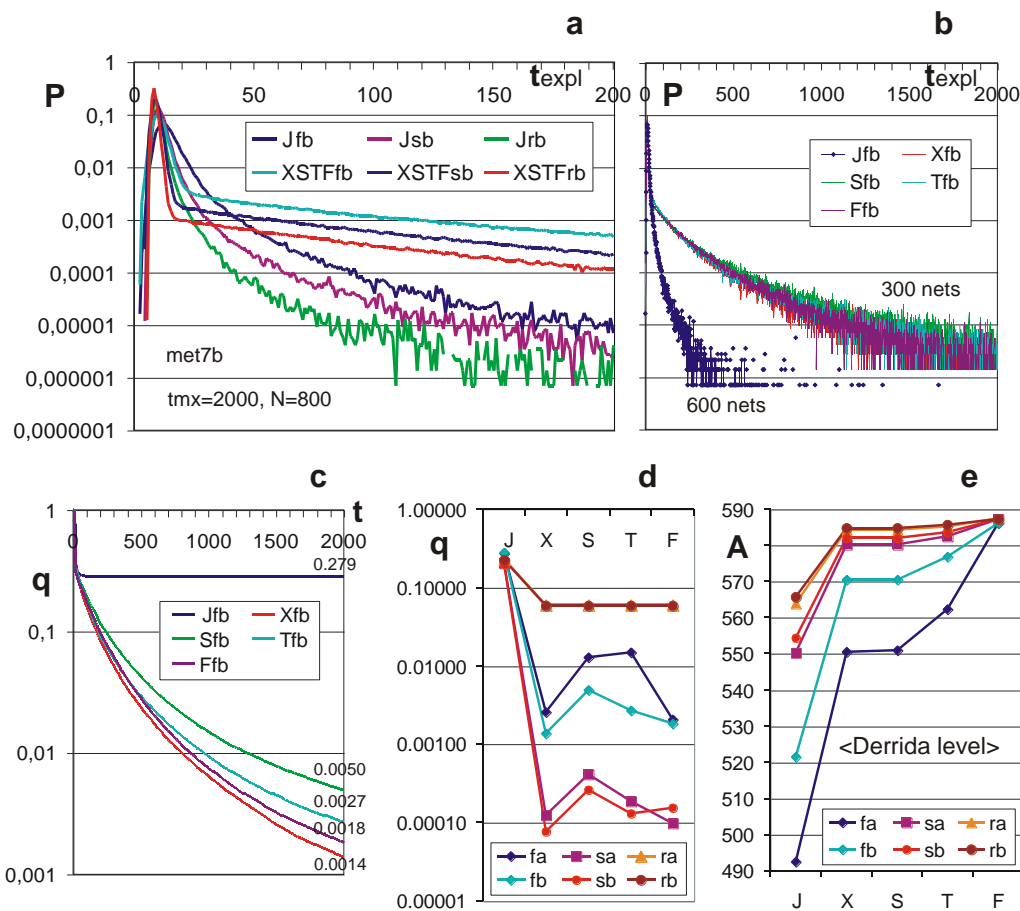 a
P
t expl
1
0,1
0,01
0,001
0,0001
0,00001
0,000001
0,0000001
50
100
150
200
Jfb Jsb Jrb
XSTFfb XSTFsb XSTFrb
met7b
tmx=2000, N=800
b
P
t expl
0
500
1000
1500
2000
Jfb Xfb
Sfb Tfb
Ffb
300 nets
600 nets
c
q
t
1
0,1
0,01
0,001
0
500
1000
1500
2000
0.279
Jfb Xfb
Sfb Tfb
Ffb
0.0050
0.0027
0.0018
0.0014
d
q
1.00000
0.10000
0.01000
0.00100
0.00010
0.00001
J X S T F
fa sa ra
fb sb rb
e
A
590
580
570
560
550
540
530
520
510
500
490
<Derrida level>
fa sa ra
fb sb rb
J X S T F